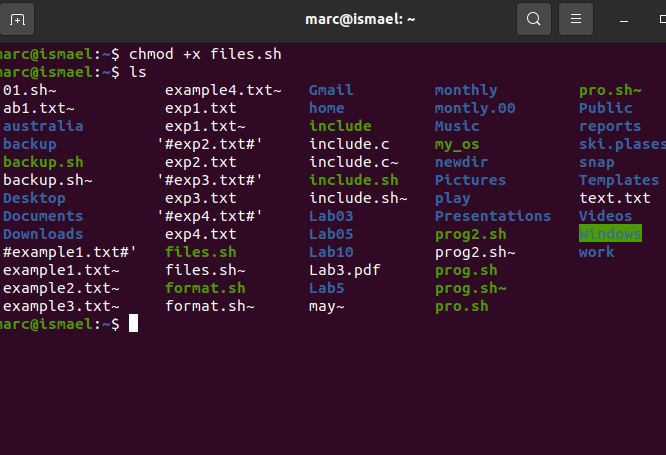 marc@ismael: ~
marc@ismael:~$ chmod +x files.sh
marc@ismael:~$ ls
01.sh~ example4.txt~ Gmail monthly pro.sh~
ab1.txt~ exp1.txt home montly.00 Public
australia exp1.txt~ include Music reports
backup '#exp2.txt#' include.c my_os ski.plases
backup.sh exp2.txt include.c~ newdir snap
backup.sh~ '#exp3.txt#' include.sh Pictures Templates
Desktop exp3.txt include.sh~ play text.txt
Documents '#exp4.txt#' Lab03 Presentations Videos
Downloads exp4.txt Lab05 prog2.sh Windows
#example1.txt#' files.sh Lab10 prog2.sh~ work
example1.txt~ files.sh~ Lab3.pdf prog.sh
example2.txt~ format.sh Lab5 prog.sh~
example3.txt~ format.sh~ may~ pro.sh
marc@ismael:~$